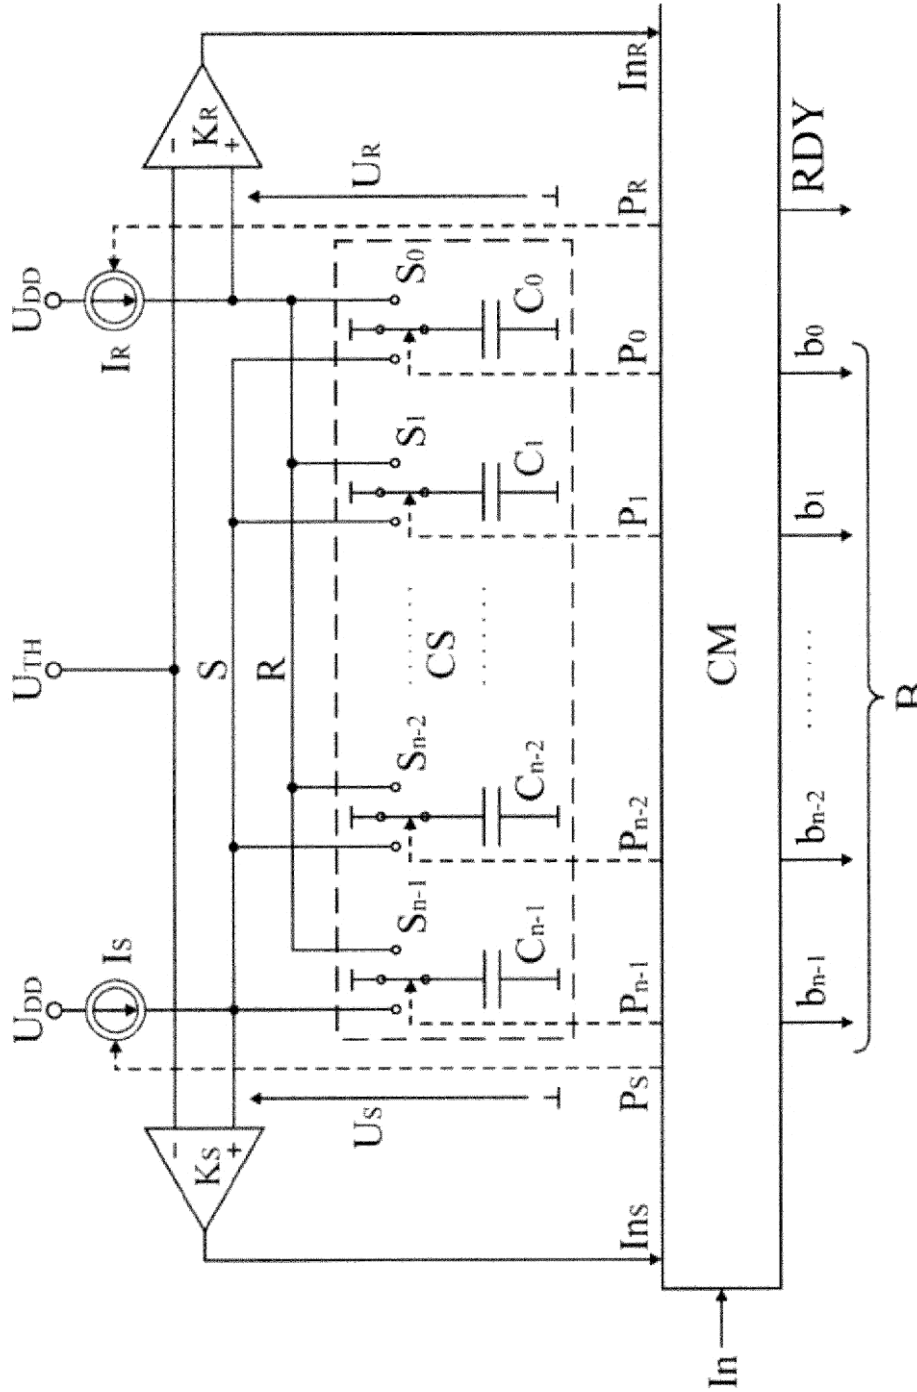 UDD UTH UDD
IS IR
- -
KS S KR
+ +
R
US UR
Sn-1 Sn-2 S1 S0
CS
Cn-1 Cn-2 C1 C0
InS PS Pn-1 Pn-2 P1 P0 PR InR
In CM
bn-1 bn-2 ....... b1 b0 RDY
B